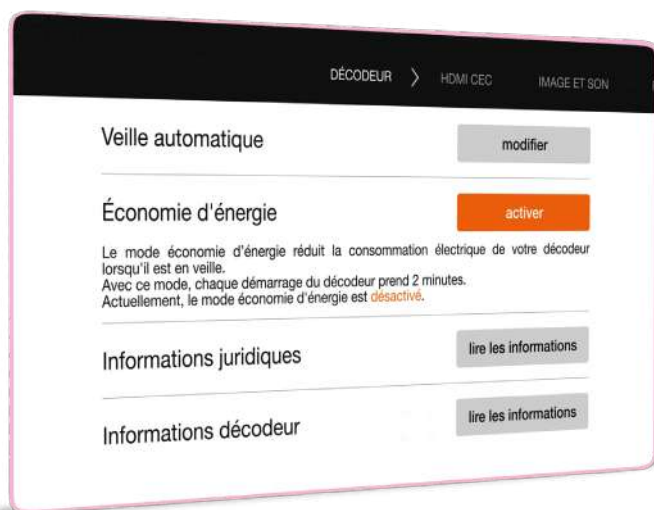 DÉCODEUR > HDMI CEC IMAGE ET SON
Veille automatique modifier
Économie d'énergie activer
Le mode économie d'énergie réduit la consommation électrique de votre décodeur
lorsqu'il est en veille.
Avec ce mode, chaque démarrage du décodeur prend 2 minutes.
Actuellement, le mode économie d'énergie est désactivé.
Informations juridiques lire les informations
Informations décodeur lire les informations